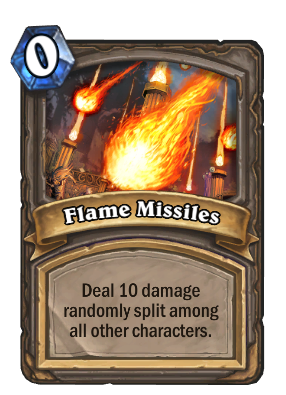 0
Flame Missiles
Deal 10 damage
randomly split among
all other characters.